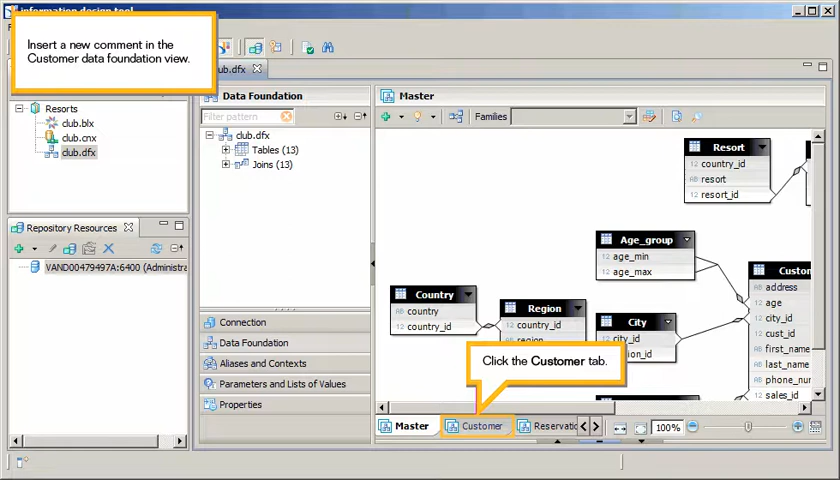 information design tool
Insert a new comment in the
Customer data foundation view.
club.dfx
Resorts
club.blx
club.cnx
club.dfx
Repository Resources
VAND00479497A:6400 (Administra
Data Foundation
Filter pattern
club.dfx
Tables (13)
Joins (13)
Connection
Data Foundation
Aliases and Contexts
Parameters and Lists of Values
Properties
Master
Families
Resort
country_id
resort
resort_id
Age_group
age_min
age_max
Country
country
country_id
Region
country_id
City
city_id
Custom
address
age
city_id
cust_id
first_name
last_name
phone_num
sales_id
Click the Customer tab.
Master
Customer
Reservatio
100%